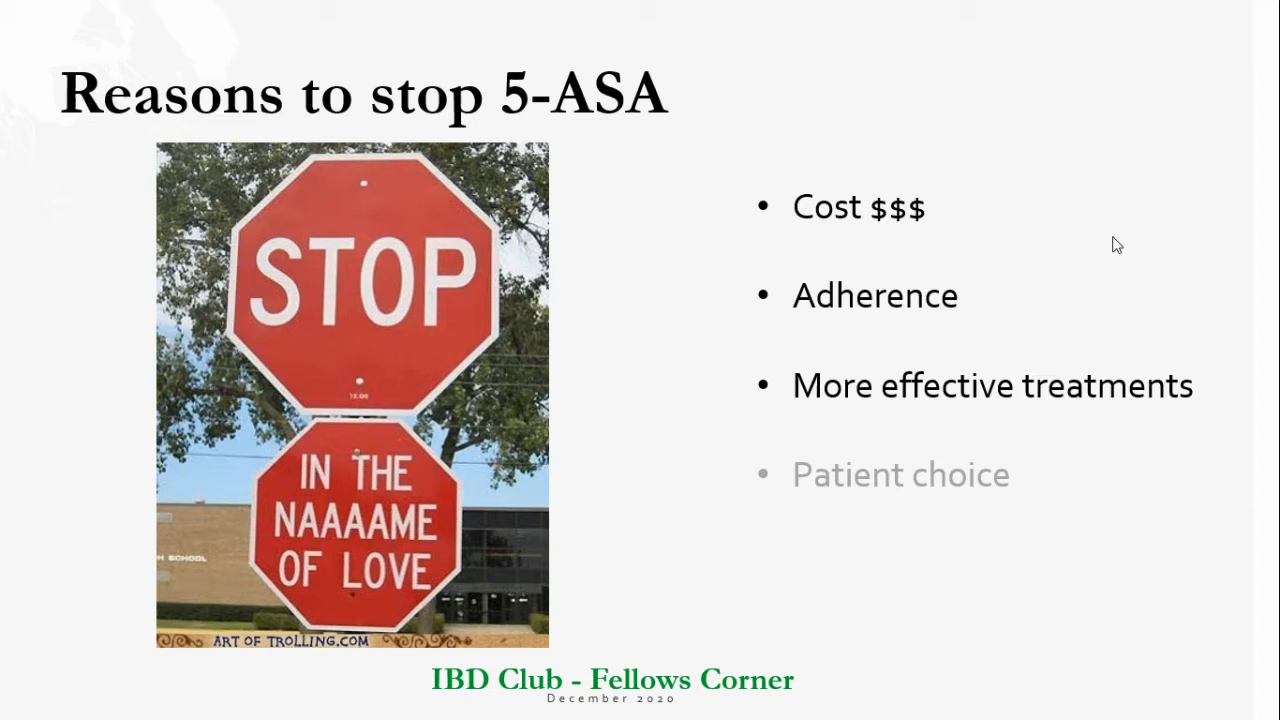 Reasons to stop 5-ASA
STOP
IN THE
NAAAAME
OF LOVE
H SCHOOL
ART OF TROLLING.COM
• Cost $$$
• Adherence
• More effective treatments
• Patient choice
IBD Club - Fellows Corner
December 2020